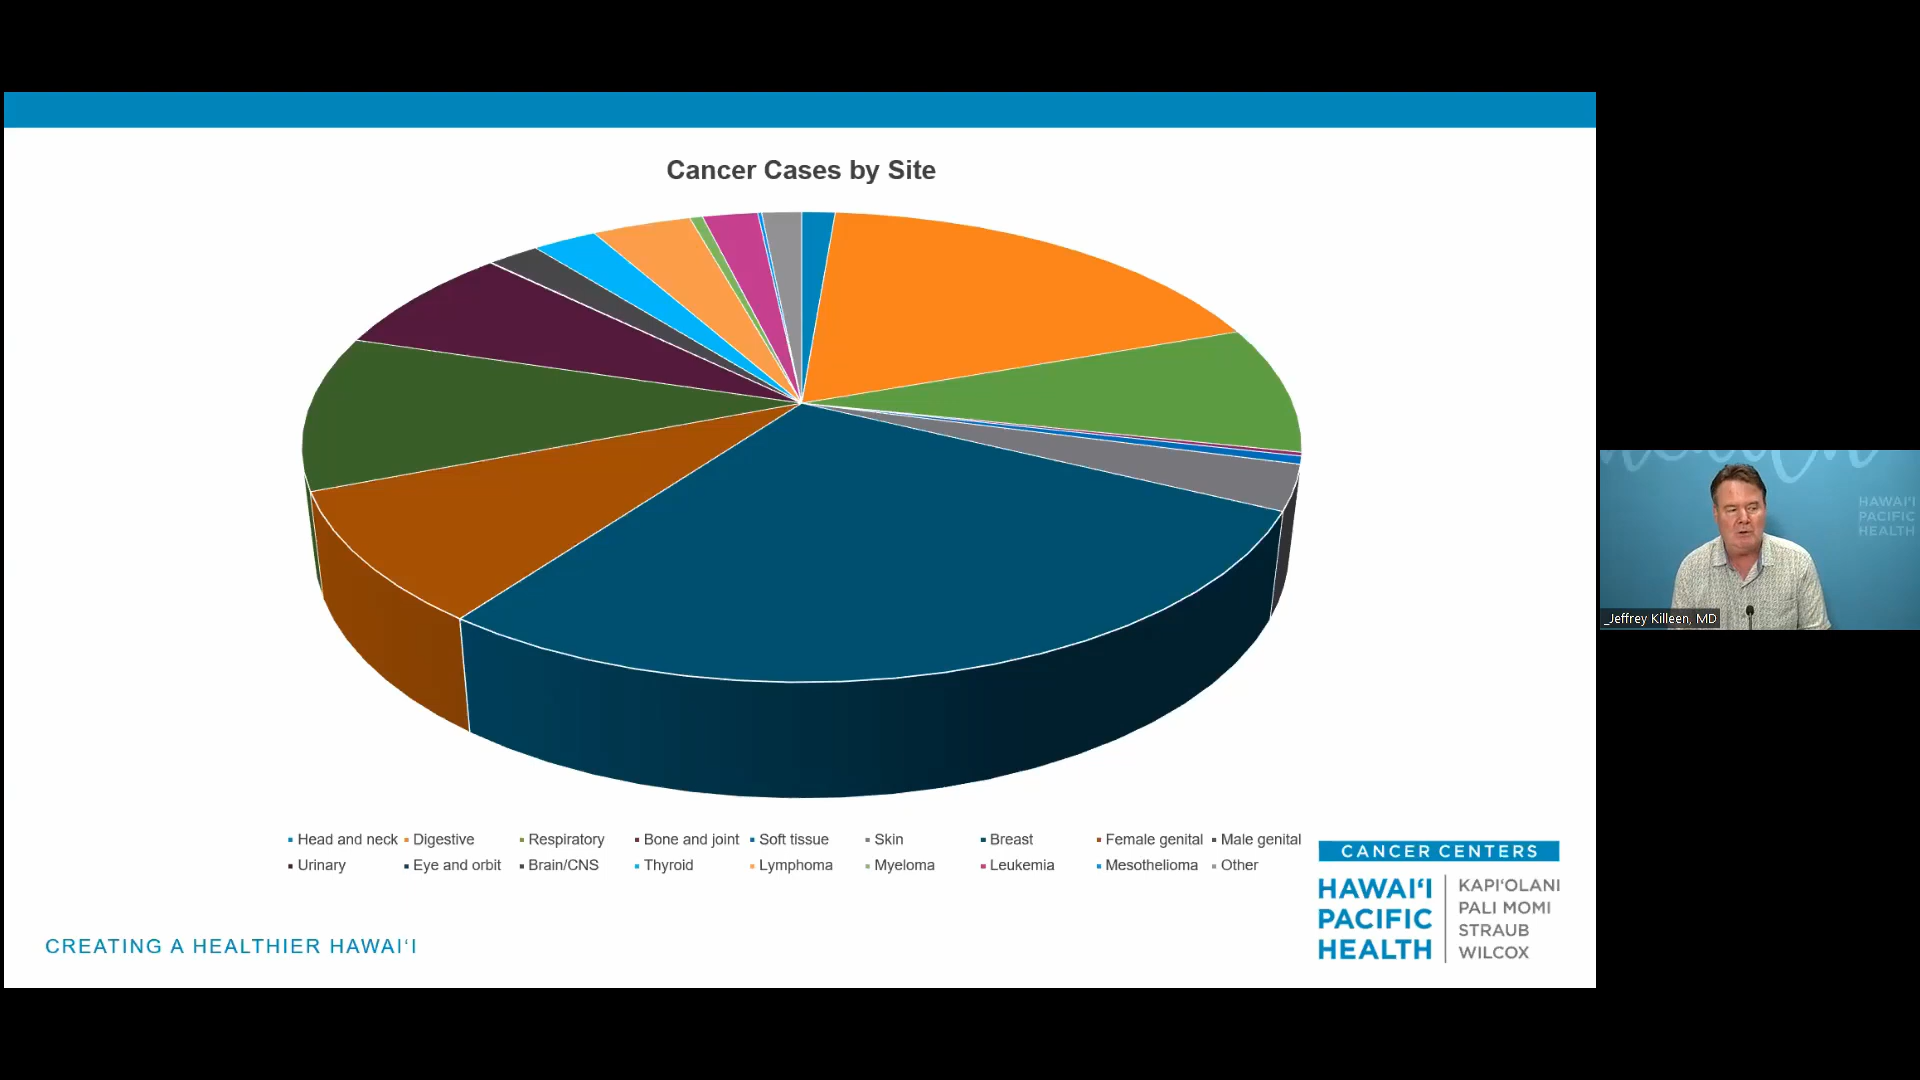 Cancer Cases by Site
Head and neck Digestive Respiratory Bone and joint Soft tissue Skin Breast Female genital Male genital
Urinary Eye and orbit Brain/CNS Thyroid Lymphoma Myeloma Leukemia Mesothelioma Other
CANCER CENTERS
HAWAIʻI
PACIFIC
HEALTH
KAPIʻOLANI
PALI MOMI
STRAUB
WILCOX
CREATING A HEALTHIER HAWAIʻI
HAWAIʻI
PACIFIC
HEALTH
_Jeffrey Killeen, MD